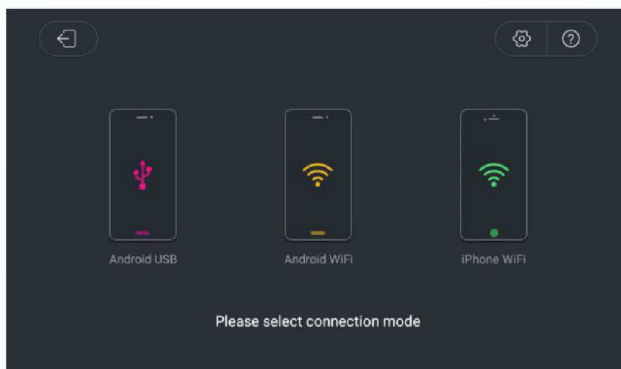 Android USB
Android WiFi
iPhone WiFi
Please select connection mode